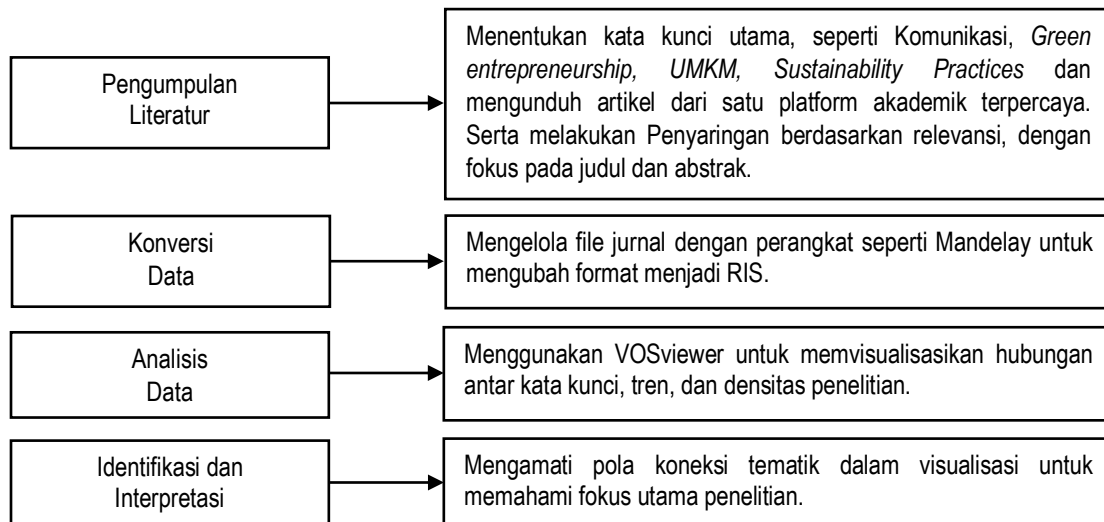 Pengumpulan
Literatur
Menentukan kata kunci utama, seperti Komunikasi, Green
entrepreneurship, UMKM, Sustainability Practices dan
mengunduh artikel dari satu platform akademik terpercaya.
Serta melakukan Penyaringan berdasarkan relevansi, dengan
fokus pada judul dan abstrak.
Konversi
Data
Mengelola file jurnal dengan perangkat seperti Mandelay untuk
mengubah format menjadi RIS.
Analisis
Data
Menggunakan VOSviewer untuk memvisualisasikan hubungan
antar kata kunci, tren, dan densitas penelitian.
Identifikasi dan
Interpretasi
Mengamati pola koneksi tematik dalam visualisasi untuk
memahami fokus utama penelitian.